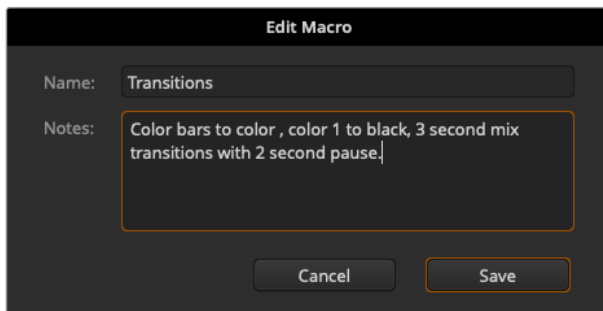 Edit Macro
Name: Transitions
Notes: Color bars to color , color 1 to black, 3 second mix
transitions with 2 second pause.
Cancel Save